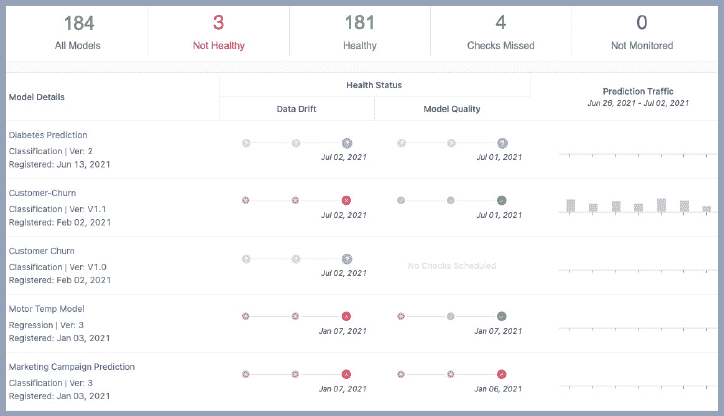 184
All Models
3
Not Healthy
181
Healthy
4
Checks Missed
0
Not Monitored
Model Details
Health Status
Data Drift
Model Quality
Prediction Traffic
Jun 26, 2021 - Jul 02, 2021
Diabetes Prediction
Classification | Ver: 2
Registered: Jun 13, 2021
Jul 02, 2021
Jul 01, 2021
Customer-Churn
Classification | Ver: V1.1
Registered: Feb 02, 2021
Jul 02, 2021
Jul 01, 2021
Customer Churn
Classification | Ver: V1.0
Registered: Feb 02, 2021
Jul 02, 2021
No Checks Scheduled
Motor Temp Model
Regression | Ver: 3
Registered: Jan 03, 2021
Jan 07, 2021
Jan 07, 2021
Marketing Campaign Prediction
Classification | Ver: 3
Registered: Jan 03, 2021
Jan 07, 2021
Jan 06, 2021